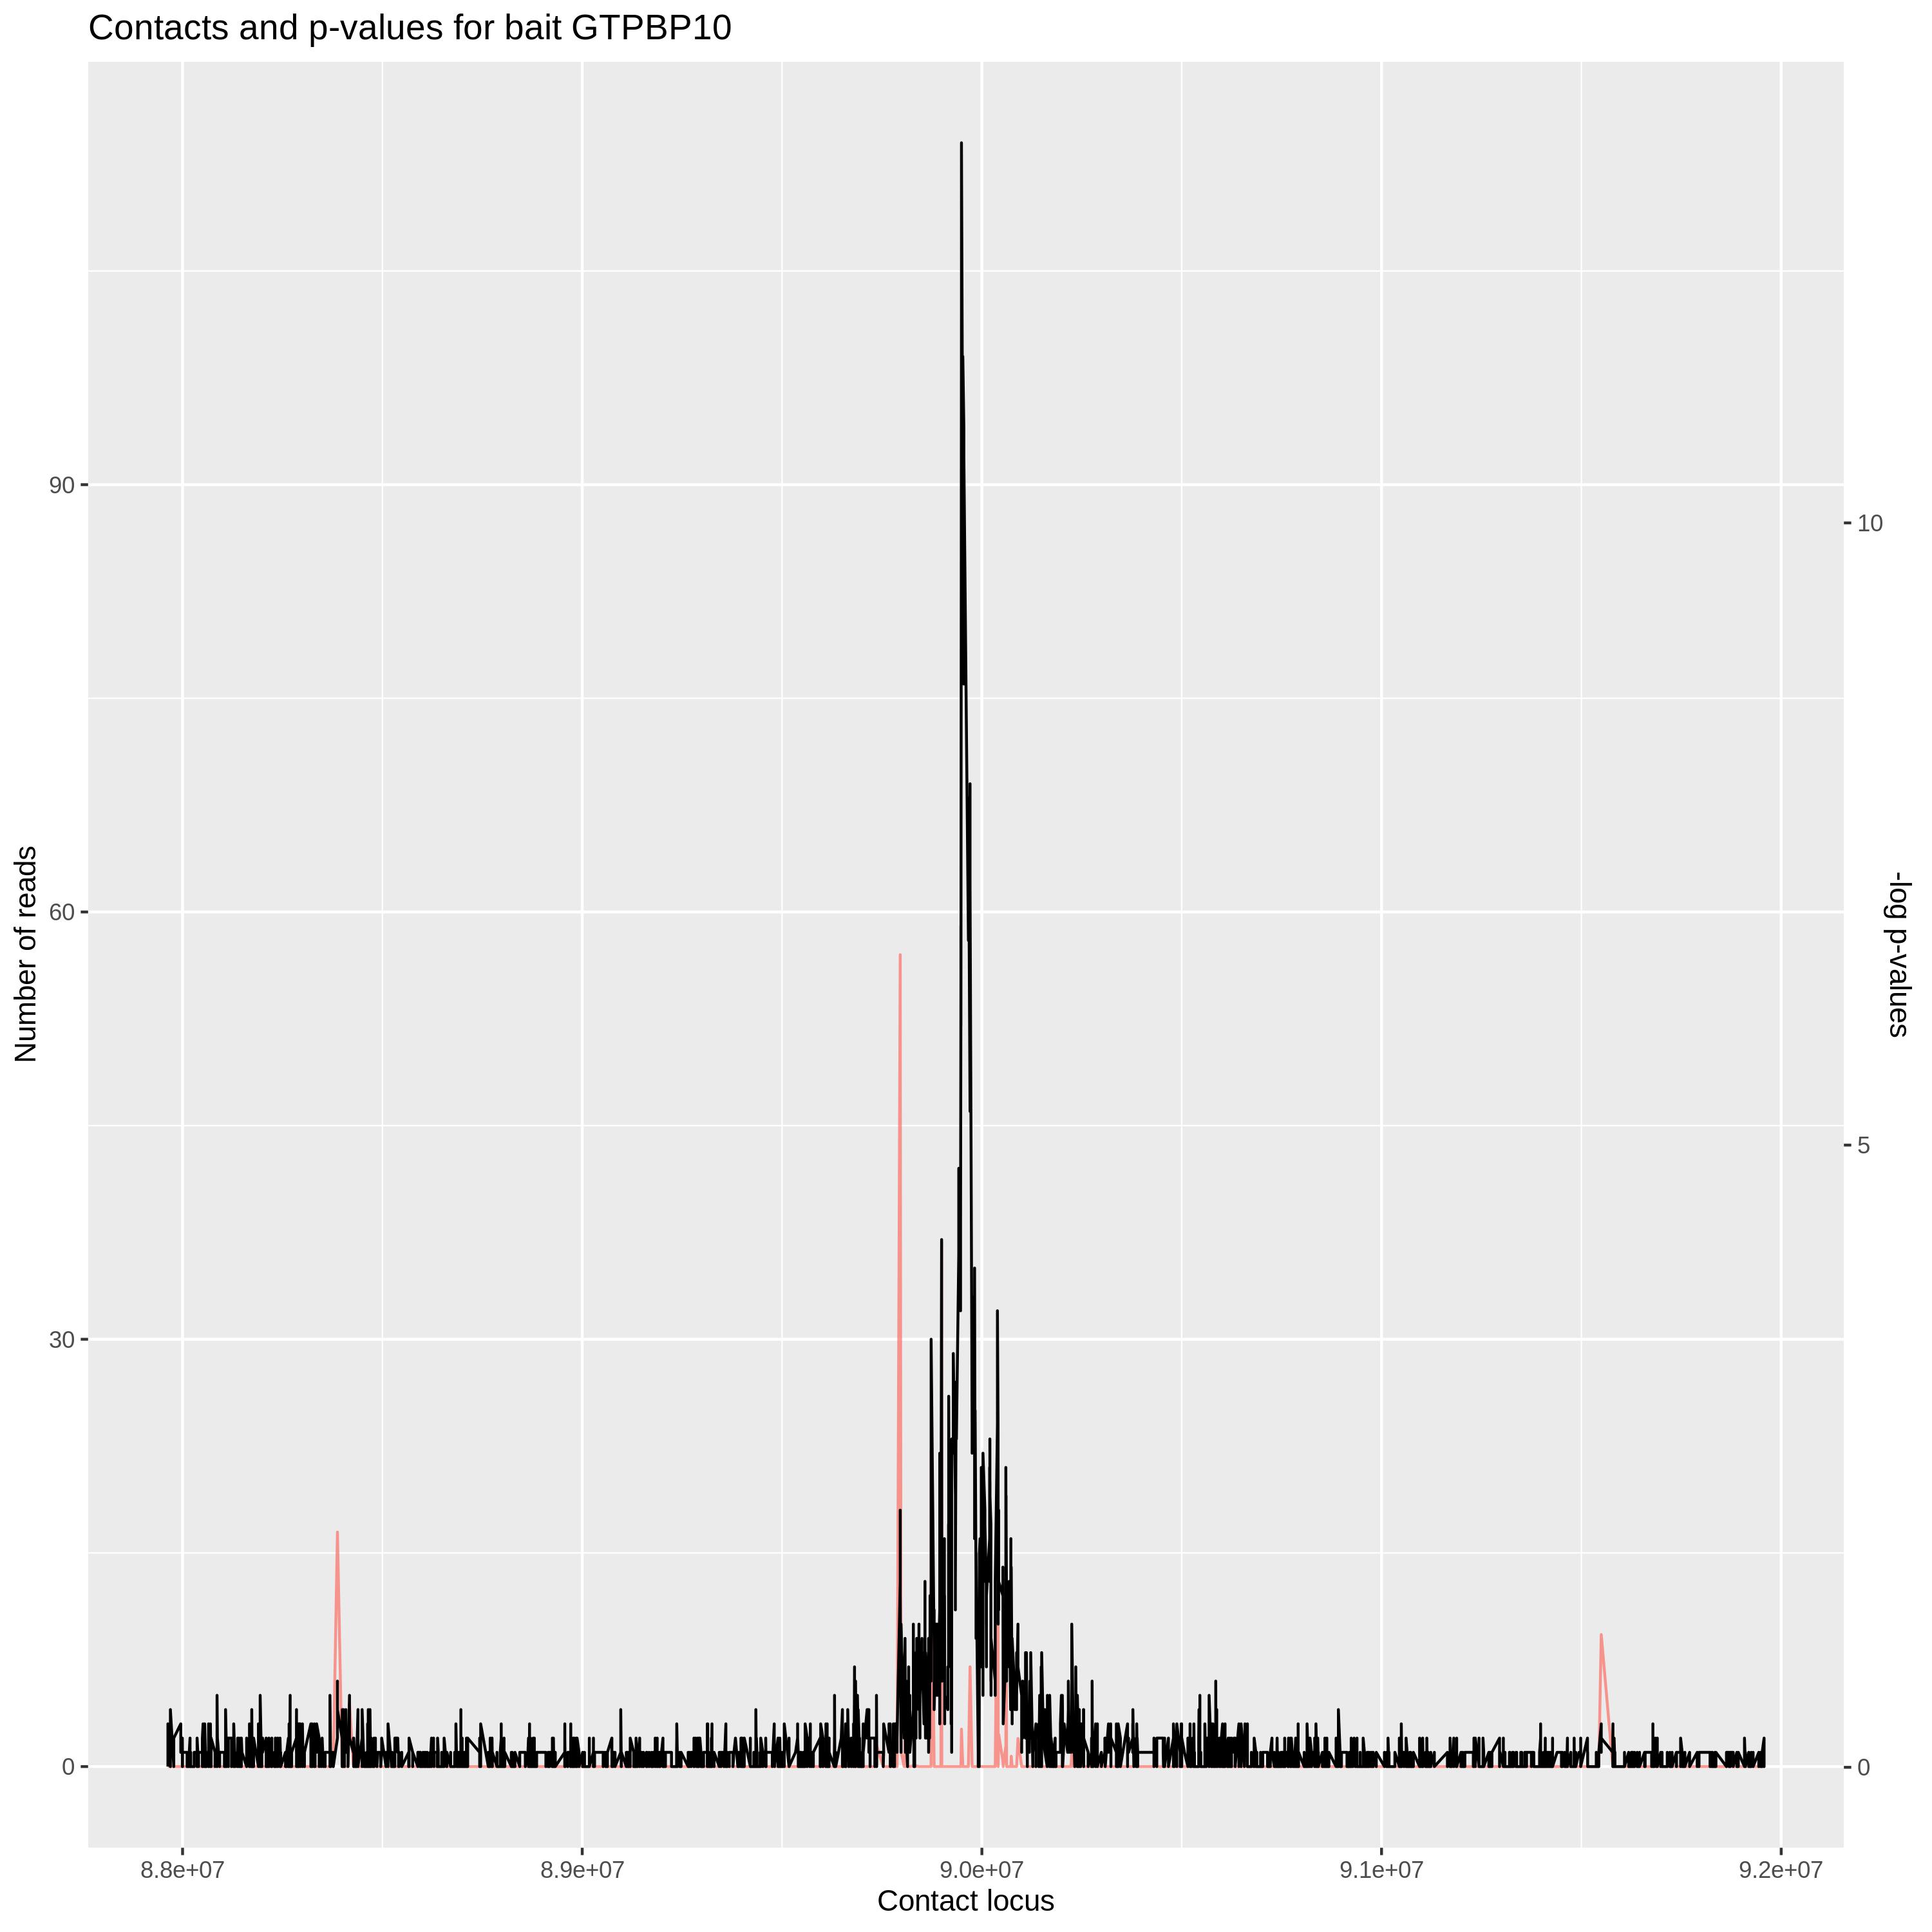 Contacts and p-values for bait GTPBP10
Number of reads
90
60
30
0
10
5
0
-log p-values
8.8e+07 8.9e+07 9.0e+07 9.1e+07 9.2e+07
Contact locus